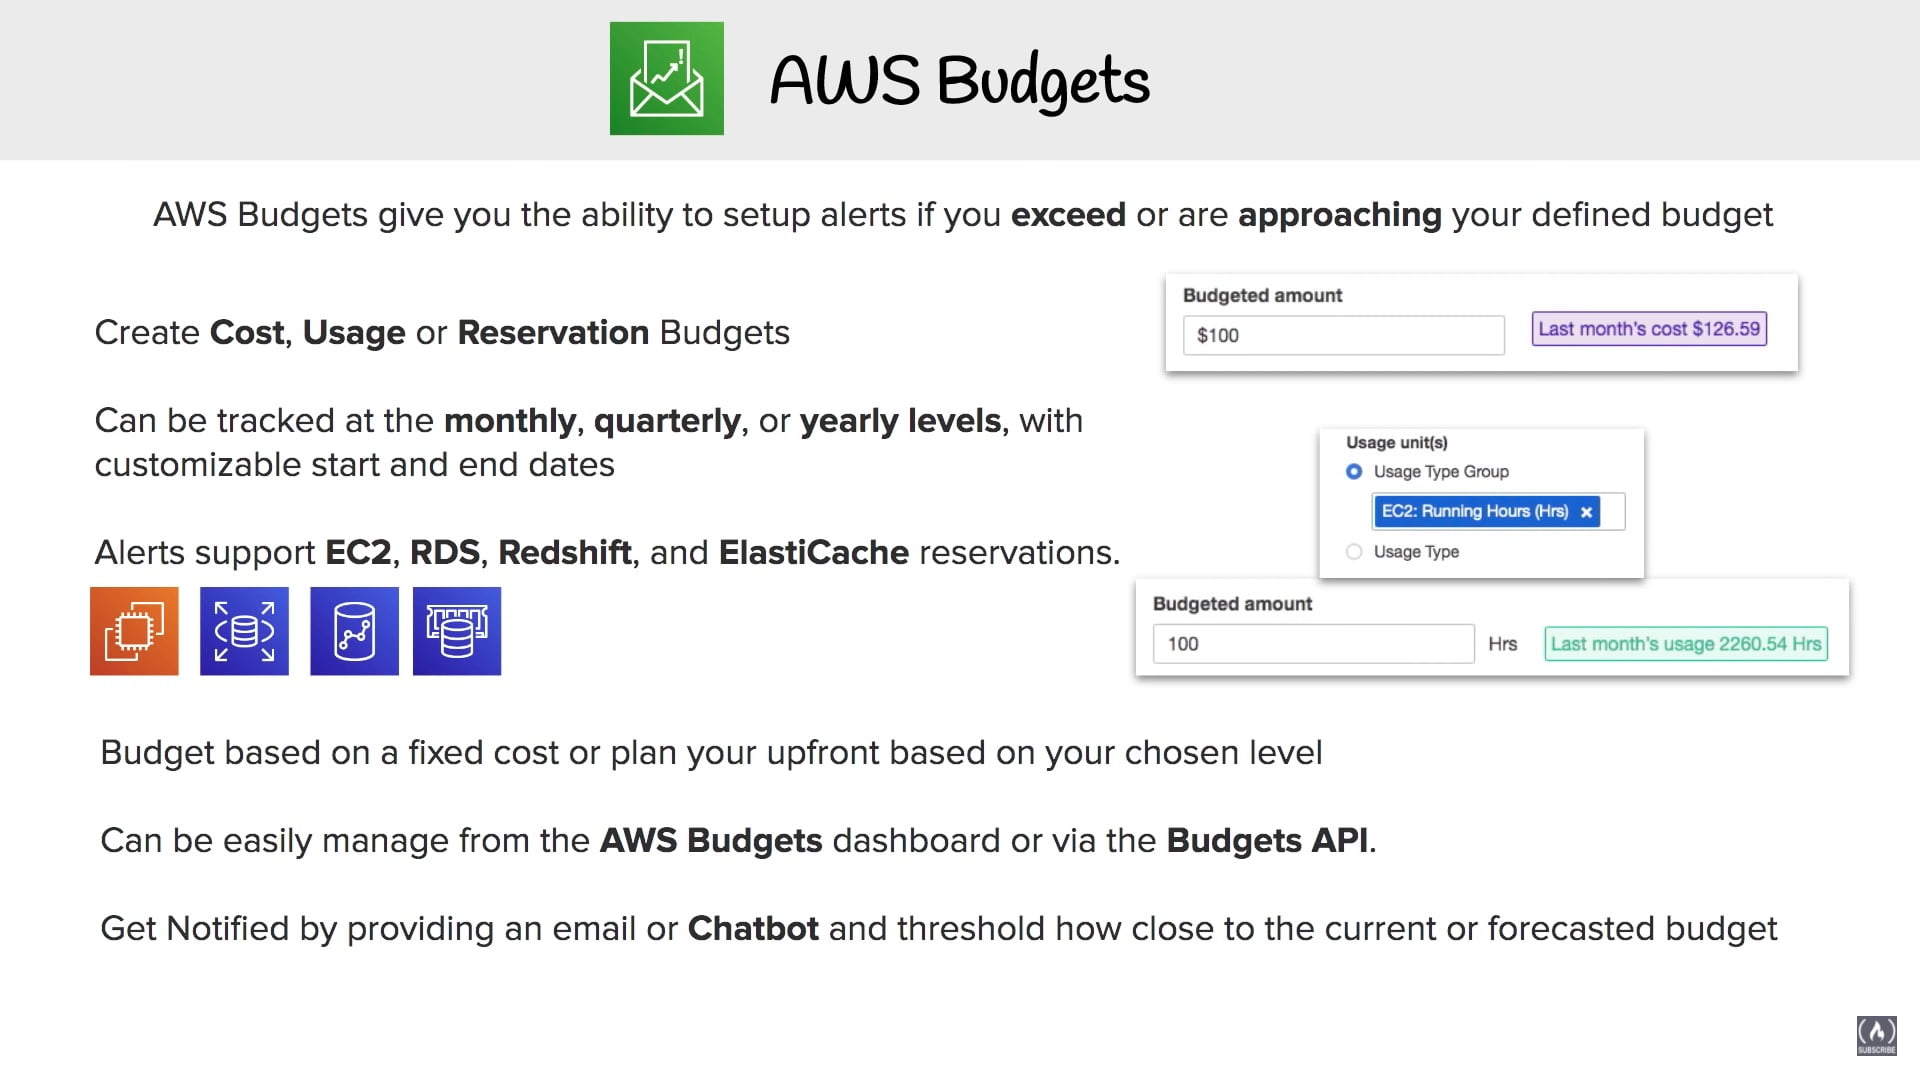 AWS Budgets
AWS Budgets give you the ability to setup alerts if you exceed or are approaching your defined budget
Create Cost, Usage or Reservation Budgets
Can be tracked at the monthly, quarterly, or yearly levels, with
customizable start and end dates
Alerts support EC2, RDS, Redshift, and ElastiCache reservations.
Budgeted amount
$100
Last month's cost $126.59
Usage unit(s)
Usage Type Group
EC2: Running Hours (Hrs) ×
Usage Type
Budgeted amount
100 Hrs
Last month's usage 2260.54 Hrs
Budget based on a fixed cost or plan your upfront based on your chosen level
Can be easily manage from the AWS Budgets dashboard or via the Budgets API.
Get Notified by providing an email or Chatbot and threshold how close to the current or forecasted budget
SUBSCRIBE